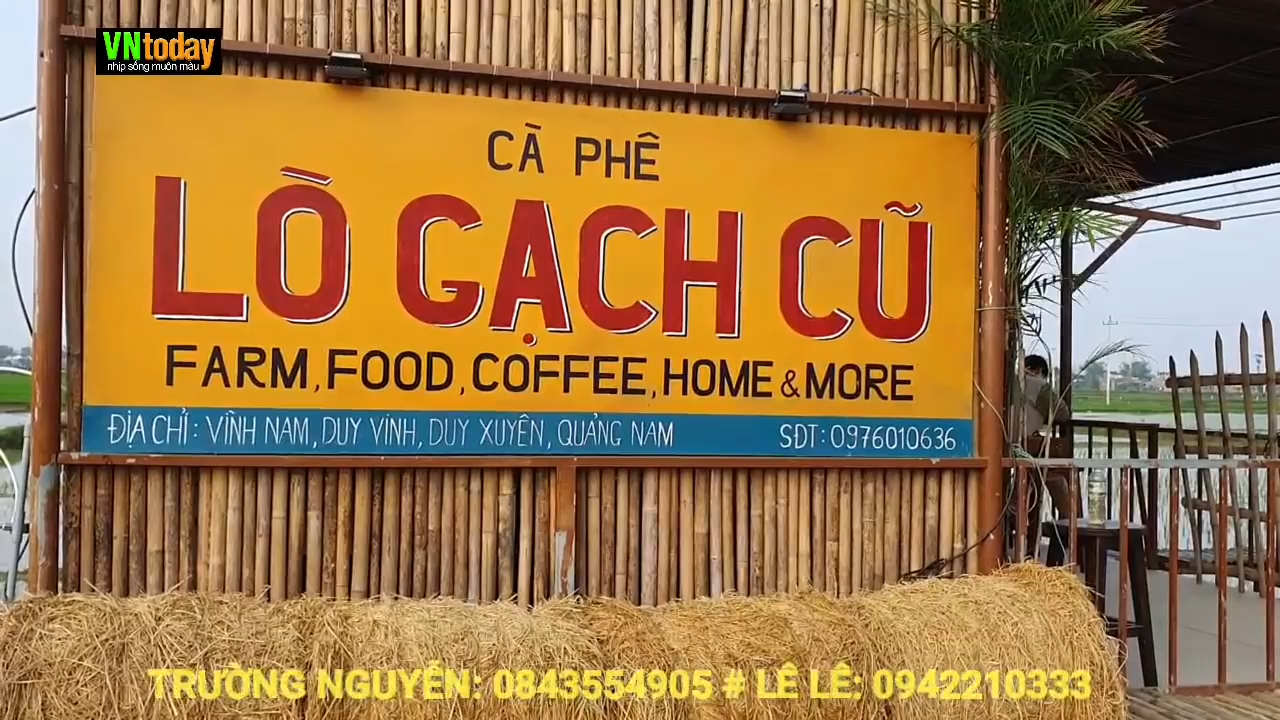 VNtoday
nhịp sống muôn màu
CÀ PHÊ
LÒ GẠCH CŨ
FARM, FOOD, COFFEE, HOME & MORE
ĐỊA CHỈ: VĨNH NAM, DUY VINH, DUY XUYÊN, QUẢNG NAM SĐT: 0976010636
TRƯỜNG NGUYỄN: 0843554905 # LÊ LÊ: 0942210333